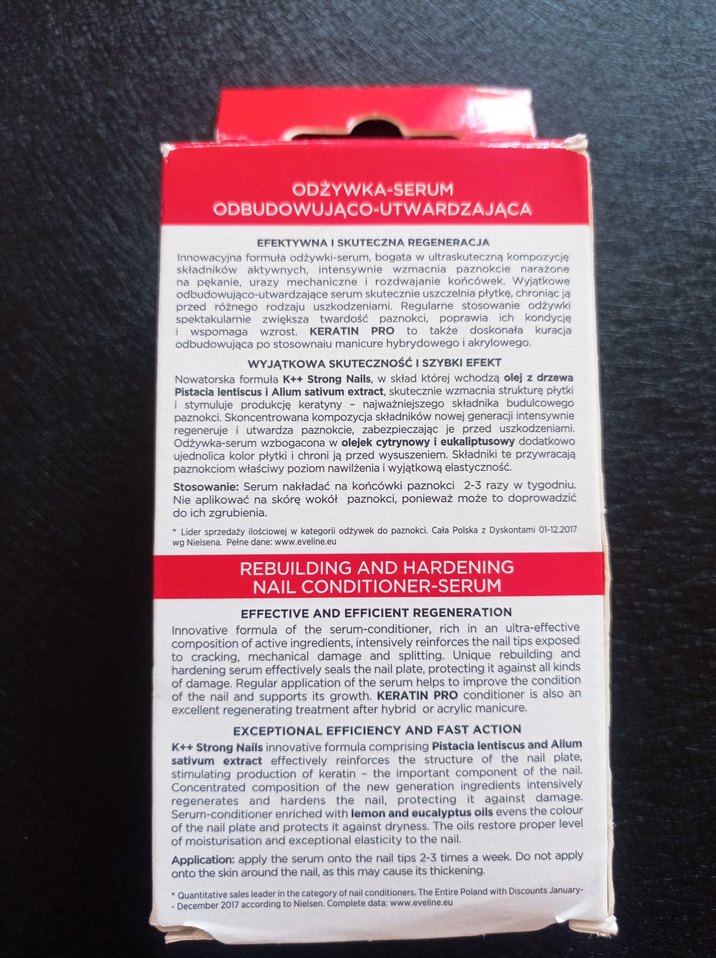 ODŻYWKA-SERUM
ODBUDOWUJĄCO-UTWARDZAJĄCA
EFEKTYWNA I SKUTECZNA REGENERACJA
Innowacyjna formuła odżywki-serum, bogata w ultraskuteczną kompozycję
składników aktywnych, intensywnie wzmacnia paznokcie narażone
na pękanie, urazy mechaniczne i rozdwajanie końcówek. Wyjątkowe
odbudowująco-utwardzające serum skutecznie uszczelnia płytkę, chroniąc ją
przed różnego rodzaju uszkodzeniami. Regularne stosowanie odżywki
spektakularnie zwiększa twardość paznokci, poprawia ich kondycję
i wspomaga wzrost. KERATIN PRO to także doskonała kuracja
odbudowująca po stosowniau manicure hybrydowego i akrylowego.
WYJĄTKOWA SKUTECZNOŚĆ I SZYBKI EFEKT
Nowatorska formuła K++ Strong Nails, w skład której wchodzą olej z drzewa
Pistacia lentiscus i Alium sativum extract, skutecznie wzmacnia strukturę płytki
i stymuluje produkcję keratyny – najważniejszego składnika budulcowego
paznokci. Skoncentrowana kompozycja składników nowej generacji intensywnie
regeneruje i utwardza paznokcie, zabezpieczając je przed uszkodzeniami.
Odżywka-serum wzbogacona w olejek cytrynowy i eukaliptusowy dodatkowo
ujednolica kolor płytki i chroni ją przed wysuszeniem. Składniki te przywracają
paznokciom właściwy poziom nawilżenia i wyjątkową elastyczność.
Stosowanie: Serum nakładać na końcówki paznokci 2-3 razy w tygodniu.
Nie aplikować na skórę wokół paznokci, ponieważ może to doprowadzić
do ich zgrubienia.
* Lider sprzedaży ilościowej w kategorii odżywek do paznokci. Cała Polska z Dyskontami 01-12.2017
wg Nielsena. Pełne dane: www.eveline.eu
REBUILDING AND HARDENING
NAIL CONDITIONER-SERUM
EFFECTIVE AND EFFICIENT REGENERATION
Innovative formula of the serum-conditioner, rich in an ultra-effective
composition of active ingredients, intensively reinforces the nail tips exposed
to cracking, mechanical damage and splitting. Unique rebuilding and
hardening serum effectively seals the nail plate, protecting it against all kinds
of damage. Regular application of the serum helps to improve the condition
of the nail and supports its growth. KERATIN PRO conditioner is also an
excellent regenerating treatment after hybrid or acrylic manicure.
EXCEPTIONAL EFFICIENCY AND FAST ACTION
K++ Strong Nails innovative formula comprising Pistacia lentiscus and Alium
sativum extract effectively reinforces the structure of the nail plate,
stimulating production of keratin – the important component of the nail.
Concentrated composition of the new generation ingredients intensively
regenerates and hardens the nail, protecting it against damage.
Serum-conditioner enriched with lemon and eucalyptus oils evens the colour
of the nail plate and protects it against dryness. The oils restore proper level
of moisturisation and exceptional elasticity to the nail.
Application: apply the serum onto the nail tips 2-3 times a week. Do not apply
onto the skin around the nail, as this may cause its thickening.
* Quantitative sales leader in the category of nail conditioners. The Entire Poland with Discounts January-
- December 2017 according to Nielsen. Complete data: www.eveline.eu